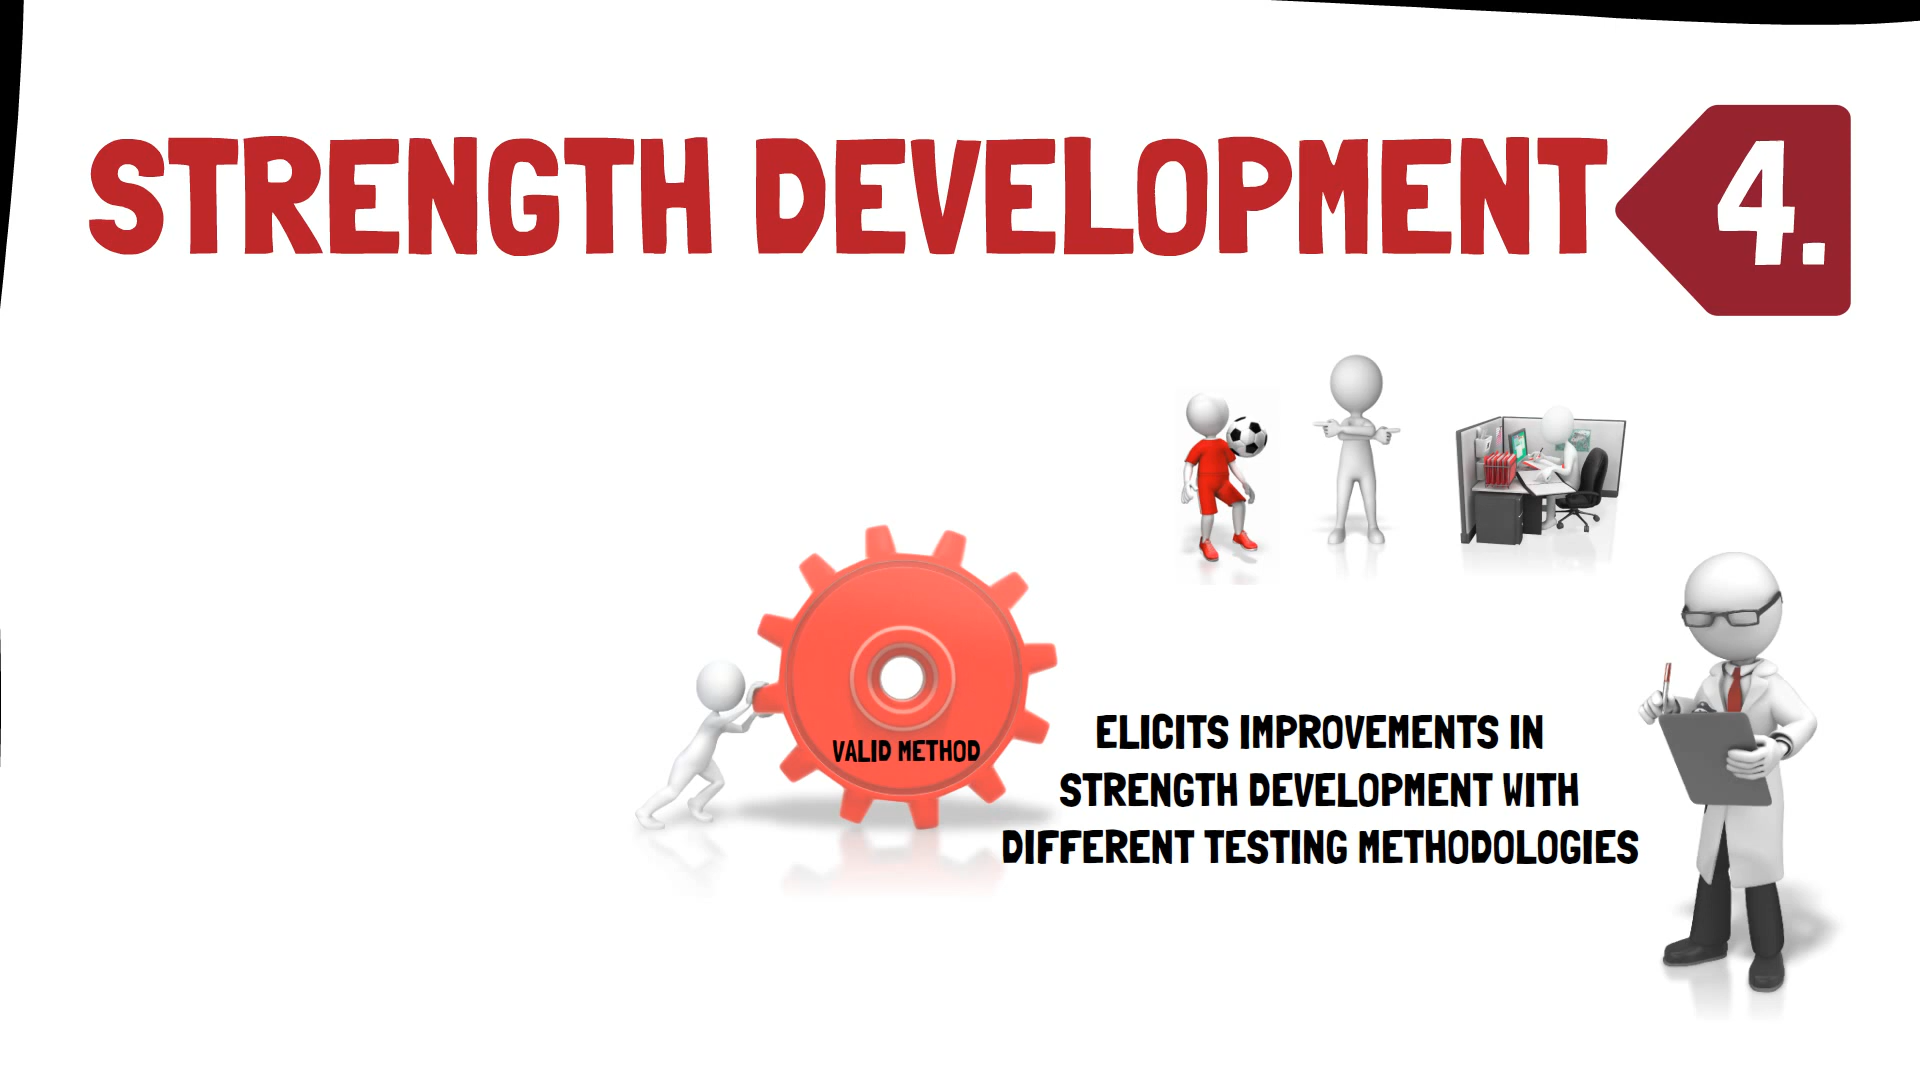 STRENGTH DEVELOPMENT
4.
VALID METHOD
ELICITS IMPROVEMENTS IN
STRENGTH DEVELOPMENT WITH
DIFFERENT TESTING METHODOLOGIES